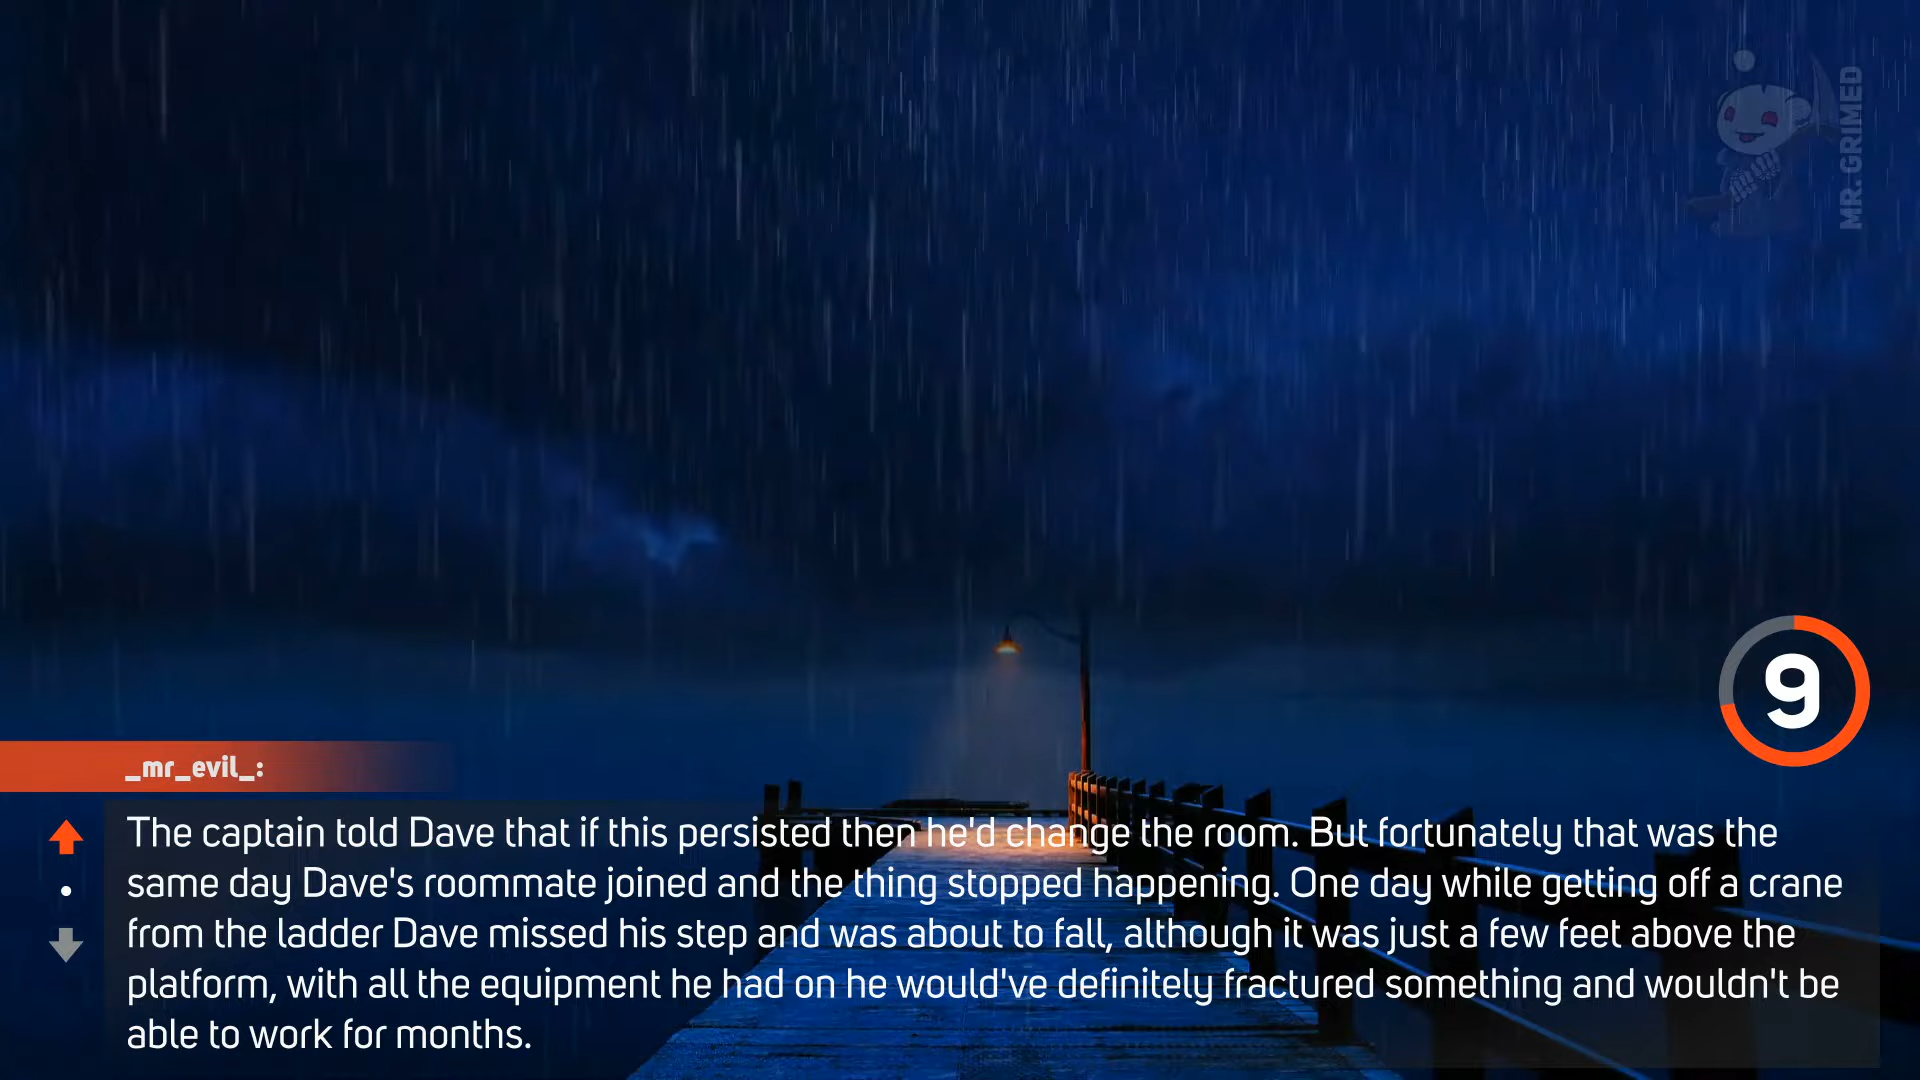 MR. GRIMED
9
_mr_evil_:
The captain told Dave that if this persisted then he'd change the room. But fortunately that was the
same day Dave's roommate joined and the thing stopped happening. One day while getting off a crane
from the ladder Dave missed his step and was about to fall, although it was just a few feet above the
platform, with all the equipment he had on he would've definitely fractured something and wouldn't be
able to work for months.